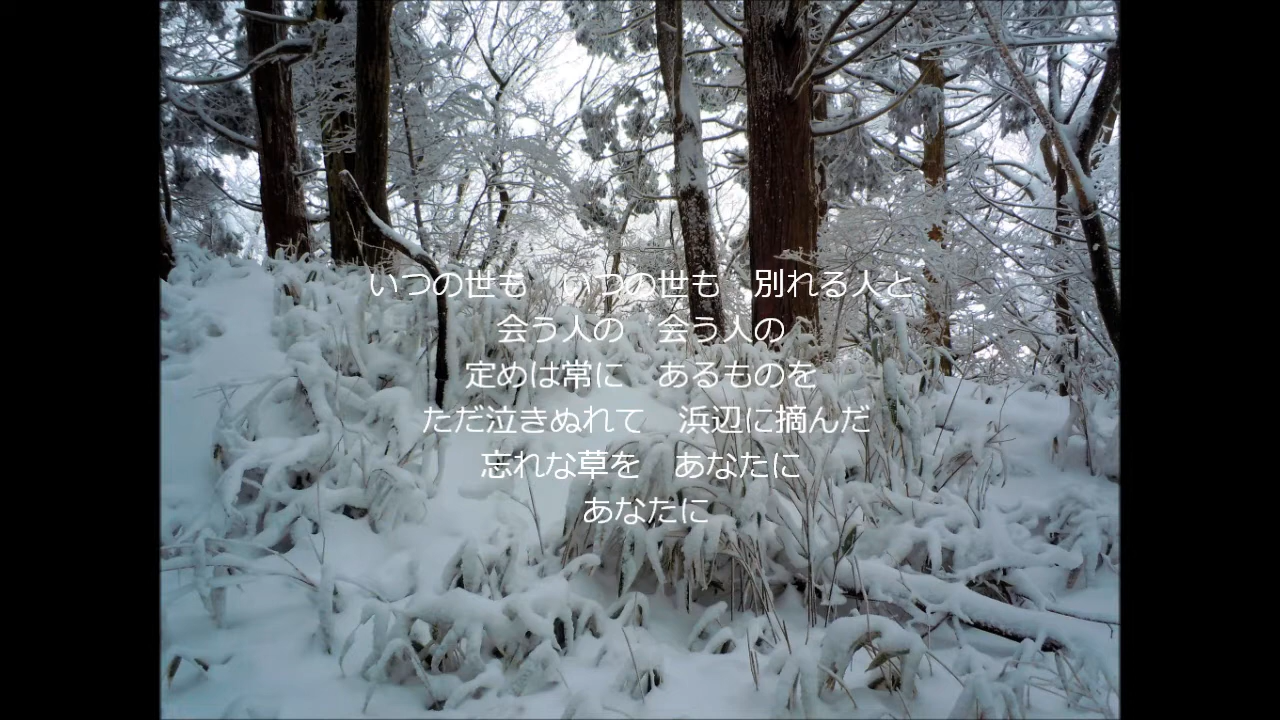 いつの世も　いつの世も　別れる人と
会う人の　会う人の
定めは常に　あるものを
ただ泣きぬれて　浜辺に摘んだ
忘れな草を　あなたに
あなたに